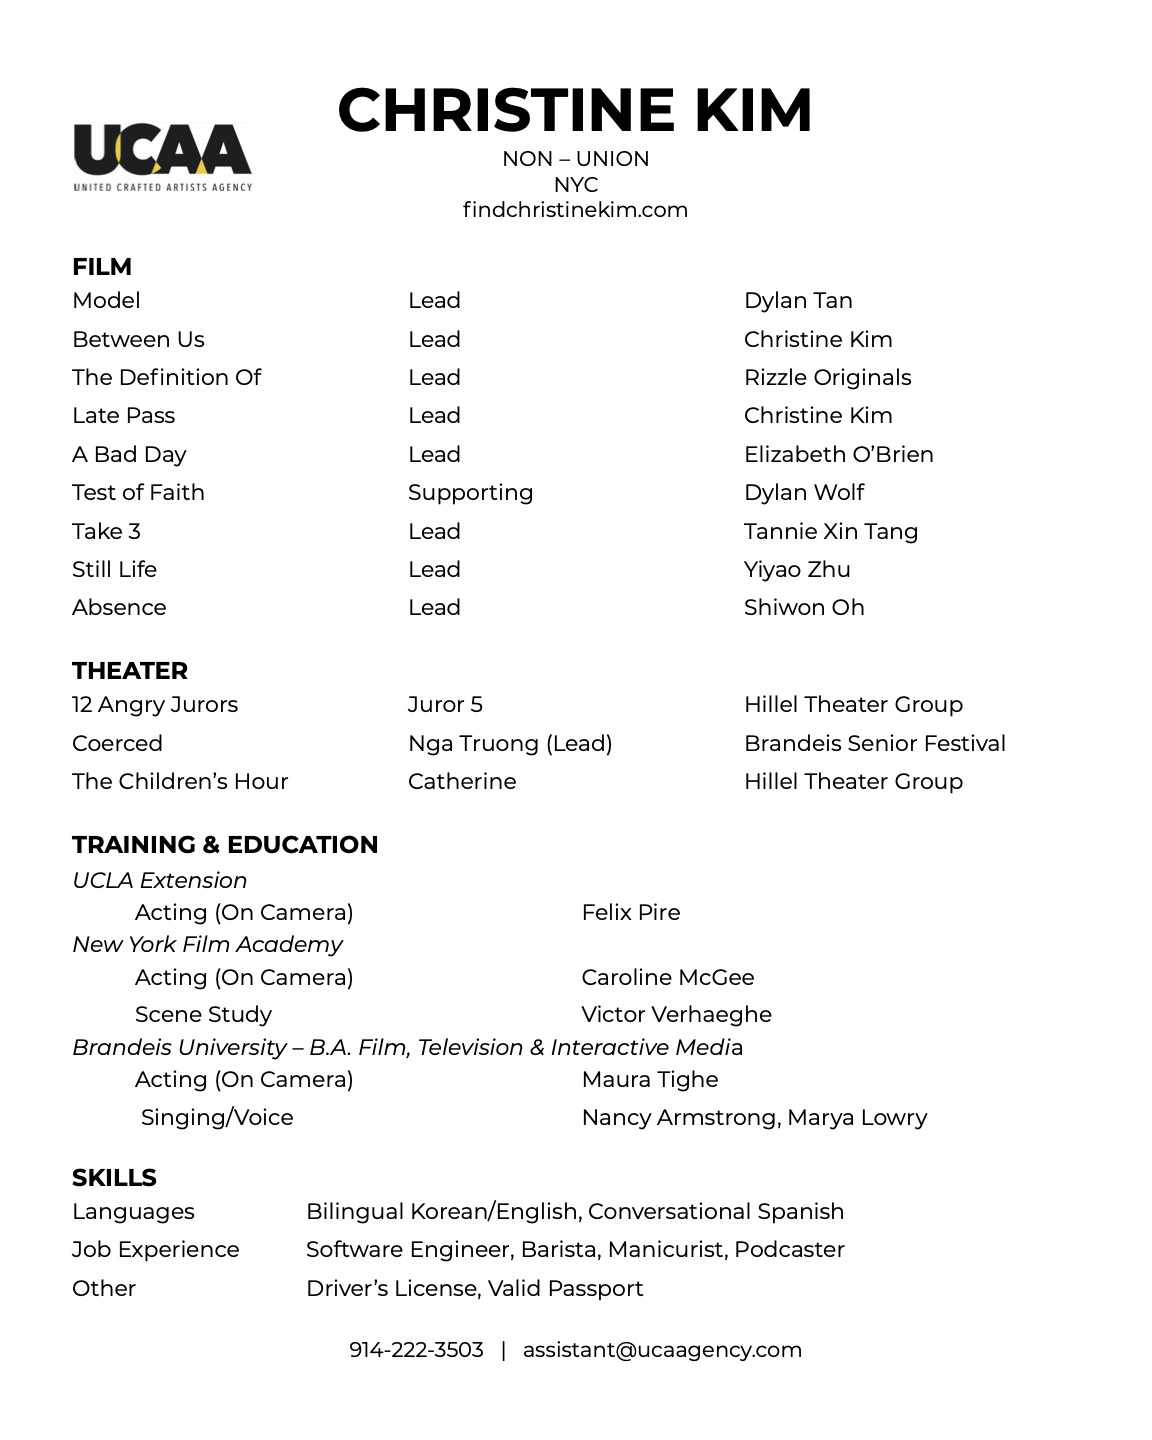 CHRISTINE KIM
UCAA
UNITED CRAFTED ARTISTS AGENCY
NON – UNION
NYC
findchristinekim.com
FILM
Model Lead Dylan Tan
Between Us Lead Christine Kim
The Definition Of Lead Rizzle Originals
Late Pass Lead Christine Kim
A Bad Day Lead Elizabeth O’Brien
Test of Faith Supporting Dylan Wolf
Take 3 Lead Tannie Xin Tang
Still Life Lead Yiyao Zhu
Absence Lead Shiwon Oh
THEATER
12 Angry Jurors Juror 5 Hillel Theater Group
Coerced Nga Truong (Lead) Brandeis Senior Festival
The Children’s Hour Catherine Hillel Theater Group
TRAINING & EDUCATION
UCLA Extension
Acting (On Camera) Felix Pire
New York Film Academy
Acting (On Camera) Caroline McGee
Scene Study Victor Verhaeghe
Brandeis University – B.A. Film, Television & Interactive Media
Acting (On Camera) Maura Tighe
Singing/Voice Nancy Armstrong, Marya Lowry
SKILLS
Languages Bilingual Korean/English, Conversational Spanish
Job Experience Software Engineer, Barista, Manicurist, Podcaster
Other Driver’s License, Valid Passport
914-222-3503 | assistant@ucaagency.com